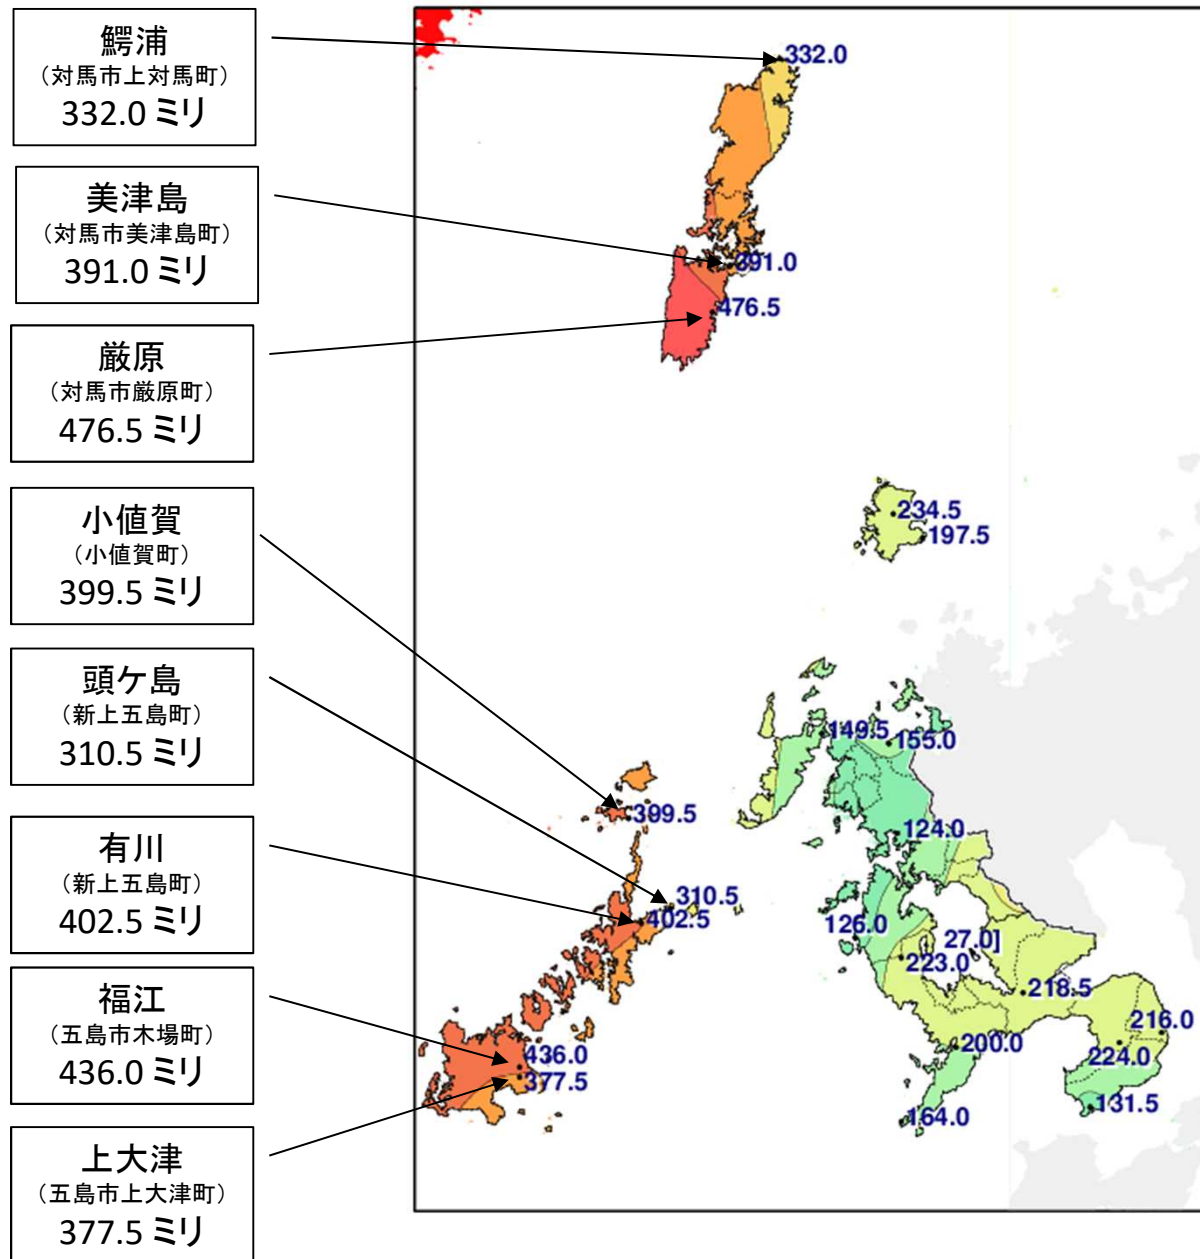 鰐浦
（対馬市上対馬町）
332.0 ミリ
美津島
（対馬市美津島町）
391.0 ミリ
厳原
（対馬市厳原町）
476.5 ミリ
小値賀
（小値賀町）
399.5 ミリ
頭ケ島
（新上五島町）
310.5 ミリ
有川
（新上五島町）
402.5 ミリ
福江
（五島市木場町）
436.0 ミリ
上大津
（五島市上大津町）
377.5 ミリ
332.0
391.0
476.5
234.5
197.5
149.5
155.0
399.5
124.0
310.5
402.5
126.0
27.0]
223.0
218.5
216.0
200.0
224.0
436.0
377.5
131.5
164.0